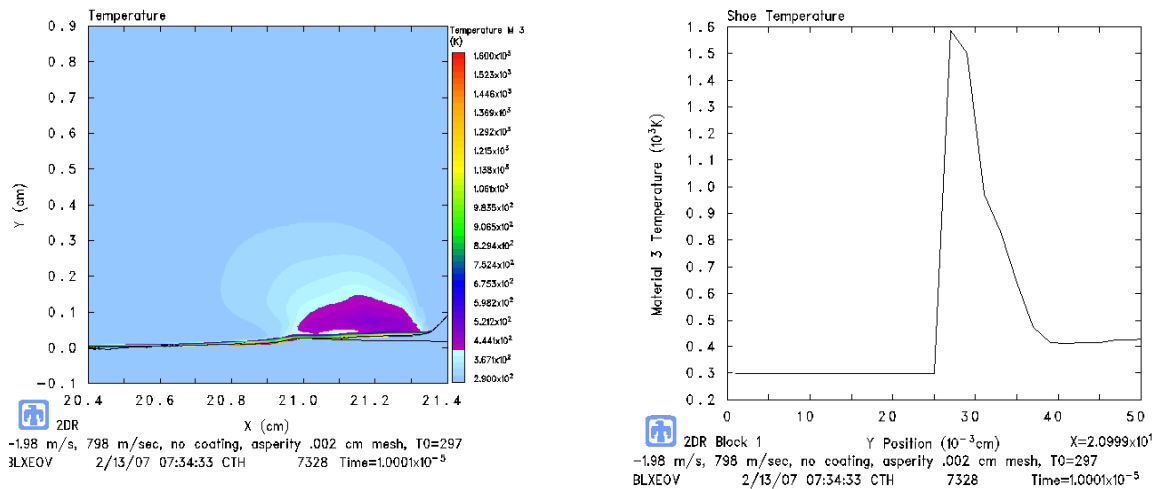 Temperature
Temperature M 3
(K)
1.600x10³
1.523x10³
1.446x10³
1.369x10³
1.292x10³
1.215x10³
1.138x10³
1.061x10³
9.835x10²
9.065x10²
8.294x10²
7.524x10²
6.753x10²
5.982x10²
5.212x10²
4.441x10²
3.671x10²
2.900x10²
Y (cm)
0.9
0.8
0.7
0.6
0.5
0.4
0.3
0.2
0.1
0.0
-0.1
20.4 20.6 20.8 21.0 21.2 21.4
X (cm)
2DR
-1.98 m/s, 798 m/sec, no coating, asperity .002 cm mesh, T0=297
BLXEOV 2/13/07 07:34:33 CTH 7328 Time=1.0001x10⁻⁵
Shoe Temperature
Material 3 Temperature (10³K)
1.6
1.5
1.4
1.3
1.2
1.1
1.0
0.9
0.8
0.7
0.6
0.5
0.4
0.3
0.2
0 10 20 30 40 50
Y Position (10⁻³cm)
2DR Block 1 X=2.0999x10¹
-1.98 m/s, 798 m/sec, no coating, asperity .002 cm mesh, T0=297
BLXEOV 2/13/07 07:34:33 CTH 7328 Time=1.0001x10⁻⁵